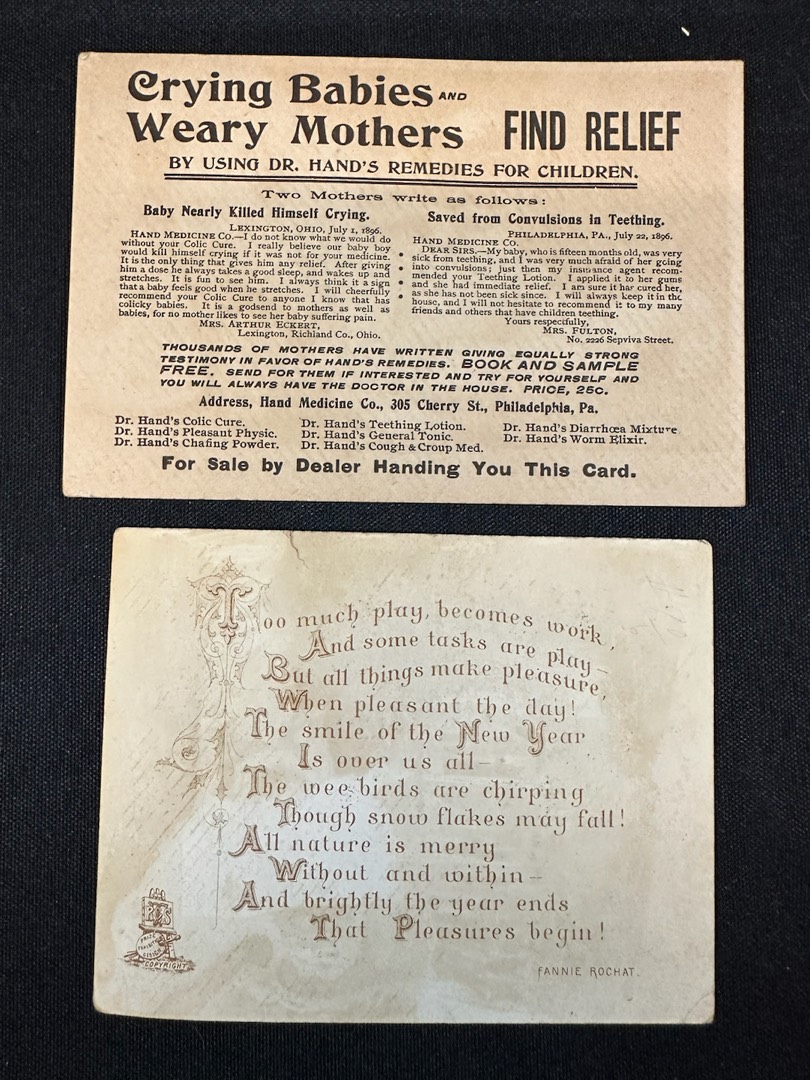 Crying Babies AND
Weary Mothers FIND RELIEF
BY USING DR. HAND'S REMEDIES FOR CHILDREN.
Two Mothers write as follows:
Baby Nearly Killed Himself Crying.
LEXINGTON, OHIO, July 1, 1896.
HAND MEDICINE CO.—I do not know what we would do
without your Colic Cure. I really believe our baby boy
would kill himself crying if it was not for your medicine.
It is the only thing that gives him any relief. After giving
him a dose he always takes a good sleep, and wakes up and
stretches. It is fun to see him. I always think it a sign
that a baby feels good when he stretches. I will cheerfully
recommend your Colic Cure to anyone I know that has
colicky babies. It is a godsend to mothers as well as
babies, for no mother likes to see her baby suffering pain.
MRS. ARTHUR ECKERT,
Lexington, Richland Co., Ohio.
Saved from Convulsions in Teething.
PHILADELPHIA, PA., July 22, 1896.
HAND MEDICINE CO.
DEAR SIRS.—My baby, who is fifteen months old, was very
sick from teething, and I was very much afraid of her going
into convulsions; just then my insurance agent recom-
mended your Teething Lotion. I applied it to her gums
and she had immediate relief. I am sure it has cured her,
as she has not been sick since. I will always keep it in the
house, and I will not hesitate to recommend it to my many
friends and others that have children teething.
Yours respecifully,
MRS. FULTON,
No. 2226 Sepviva Street.
THOUSANDS OF MOTHERS HAVE WRITTEN GIVING EQUALLY STRONG
TESTIMONY IN FAVOR OF HAND'S REMEDIES. BOOK AND SAMPLE
FREE. SEND FOR THEM IF INTERESTED AND TRY FOR YOURSELF AND
YOU WILL ALWAYS HAVE THE DOCTOR IN THE HOUSE. PRICE, 25C.
Address, Hand Medicine Co., 305 Cherry St., Philadelphia, Pa.
Dr. Hand's Colic Cure. Dr. Hand's Teething Lotion. Dr. Hand's Diarrhœa Mixture
Dr. Hand's Pleasant Physic. Dr. Hand's General Tonic. Dr. Hand's Worm Elixir.
Dr. Hand's Chafing Powder. Dr. Hand's Cough & Croup Med.
For Sale by Dealer Handing You This Card.
Too much play, becomes work,
And some tasks are play—
But all things make pleasure,
When pleasant the day!
The smile of the New Year
Is over us all—
The wee birds are chirping
Though snow flakes may fall!
All nature is merry
Without and within—
And brightly the year ends
That Pleasures begin!
FANNIE ROCHAT.
COPYRIGHT